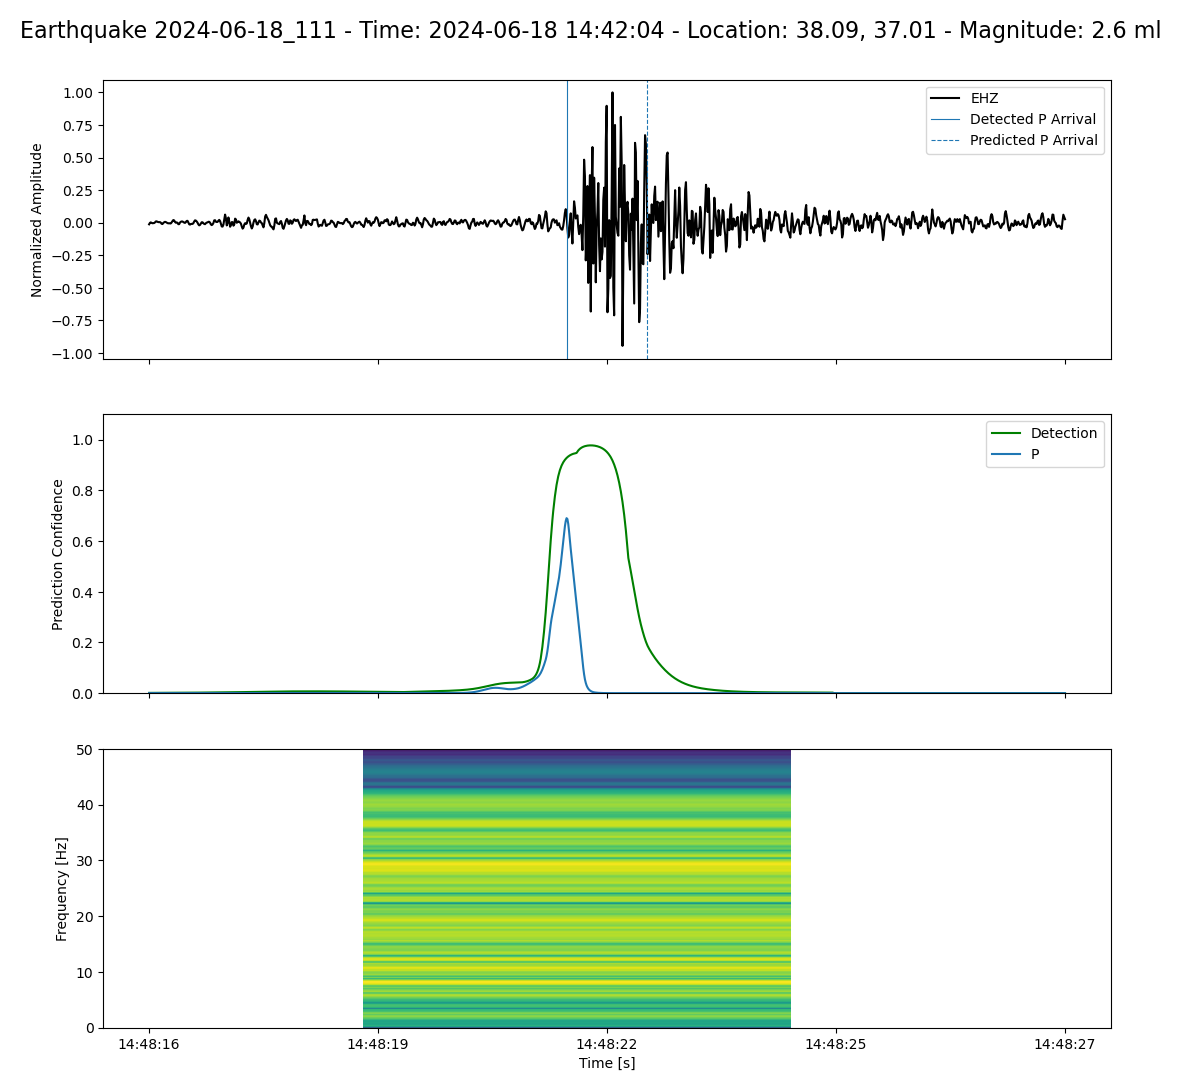 Earthquake 2024-06-18_111 - Time: 2024-06-18 14:42:04 - Location: 38.09, 37.01 - Magnitude: 2.6 ml
Normalized Amplitude
1.00
0.75
0.50
0.25
0.00
−0.25
−0.50
−0.75
−1.00
EHZ
Detected P Arrival
Predicted P Arrival
Prediction Confidence
1.0
0.8
0.6
0.4
0.2
0.0
Detection
P
Frequency [Hz]
50
40
30
20
10
0
14:48:16 14:48:19 14:48:22 14:48:25 14:48:27
Time [s]